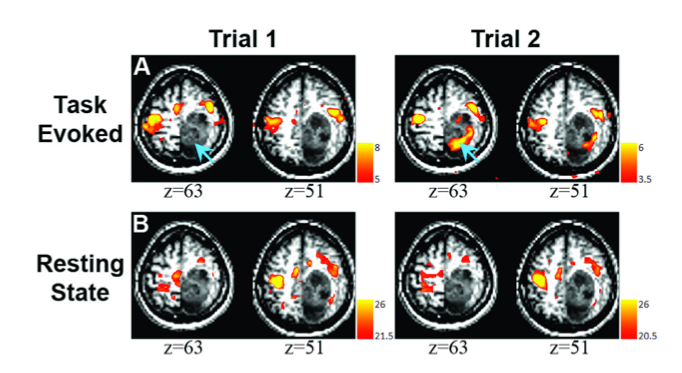 Trial 1
Trial 2
Task
Evoked
A
8
5
6
3.5
z=63
z=51
z=63
z=51
Resting
State
B
26
21.5
26
20.5
z=63
z=51
z=63
z=51